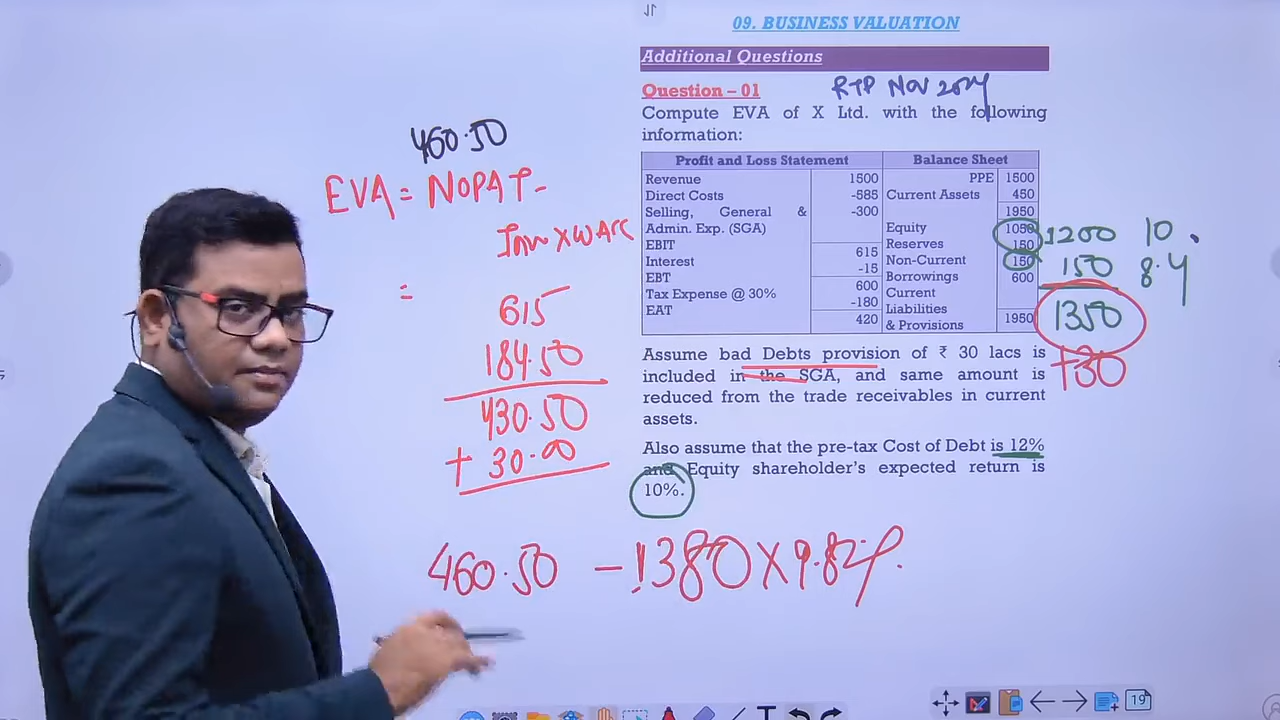 09. BUSINESS VALUATION
Additional Questions
Question – 01
RTP NOV 2024
Compute EVA of X Ltd. with the following
information:
Profit and Loss Statement Balance Sheet
Revenue 1500 PPE 1500
Direct Costs -585 Current Assets 450
Selling, General & -300 1950
Admin. Exp. (SGA) Equity 1050
EBIT 615 Reserves 150
Interest -15 Non-Current 150
EBT 600 Borrowings 600
Tax Expense @ 30% -180 Current
EAT 420 Liabilities
& Provisions 1950
1200 10
150 8.4
1350
+30
Assume bad Debts provision of ₹ 30 lacs is
included in the SGA, and same amount is
reduced from the trade receivables in current
assets.
Also assume that the pre-tax Cost of Debt is 12%
and Equity shareholder's expected return is
10%.
460.50
EVA = NOPAT -
Inv X WACC
=
615
184.50
430.50
+ 30.00
460.50 - 1380 X 9.82%
19